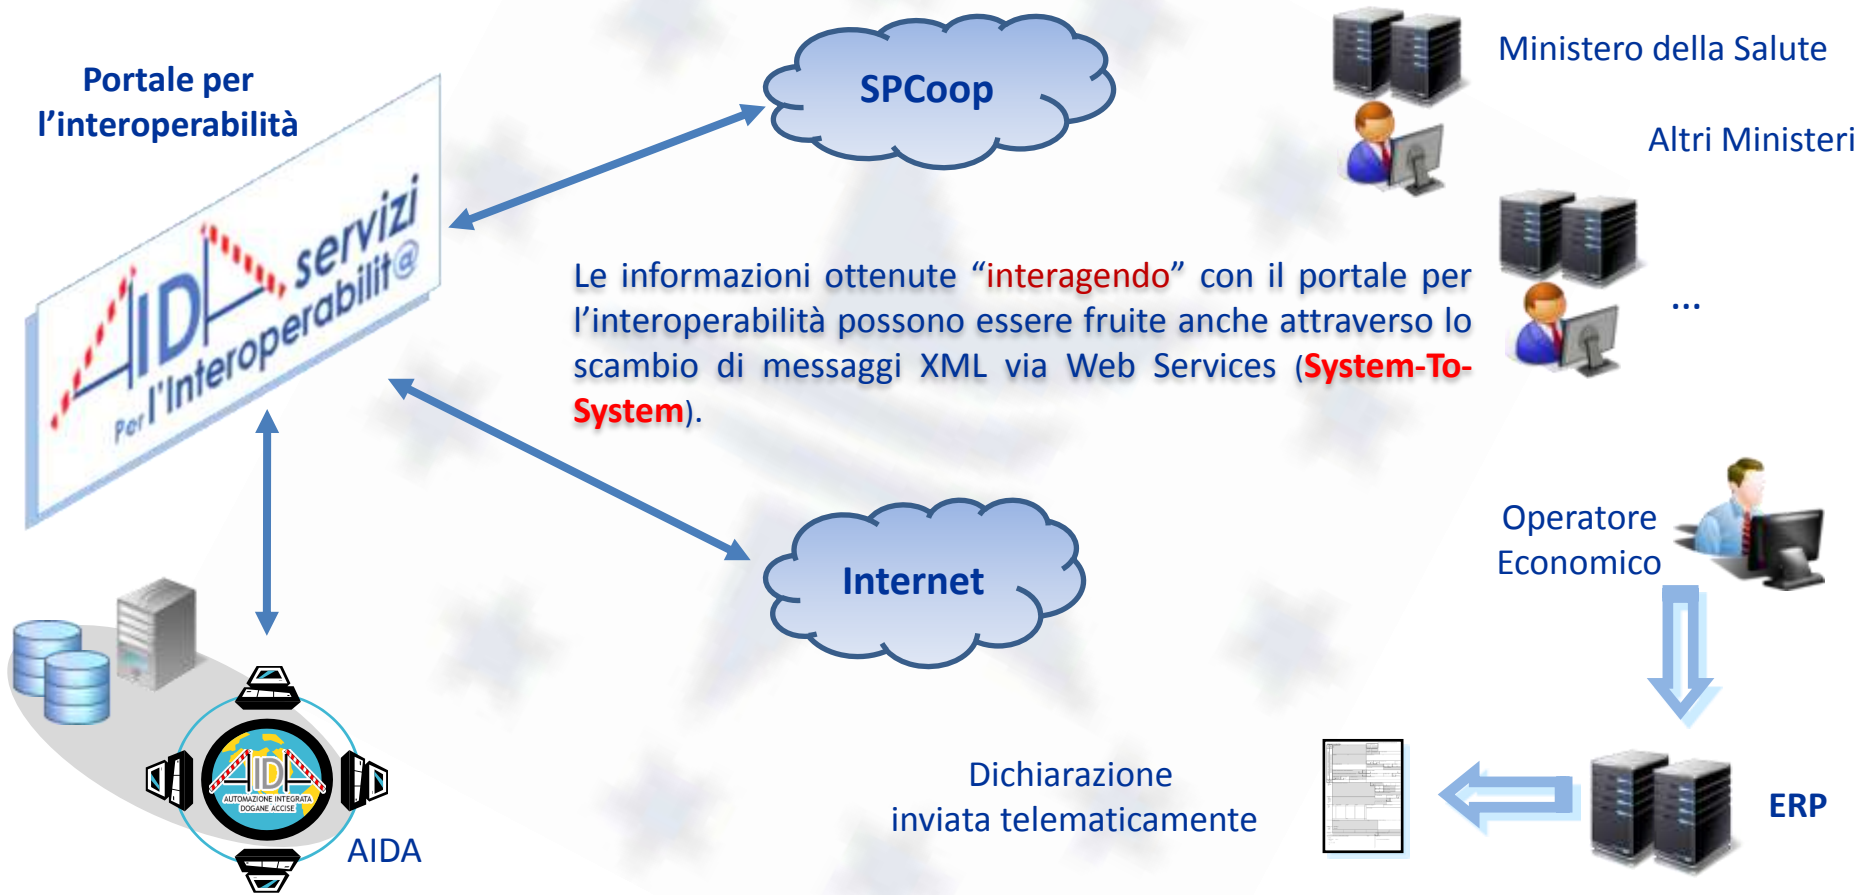 Portale per
l’interoperabilità
AIDA servizi
Per l'Interoperabilit@
SPCoop
Ministero della Salute
Altri Ministeri
...
Le informazioni ottenute “interagendo” con il portale per
l’interoperabilità possono essere fruite anche attraverso lo
scambio di messaggi XML via Web Services (System-To-
System).
Internet
Operatore
Economico
AIDA
AUTOMAZIONE INTEGRATA
DOGANE ACCISE
AIDA
Dichiarazione
inviata telematicamente
ERP